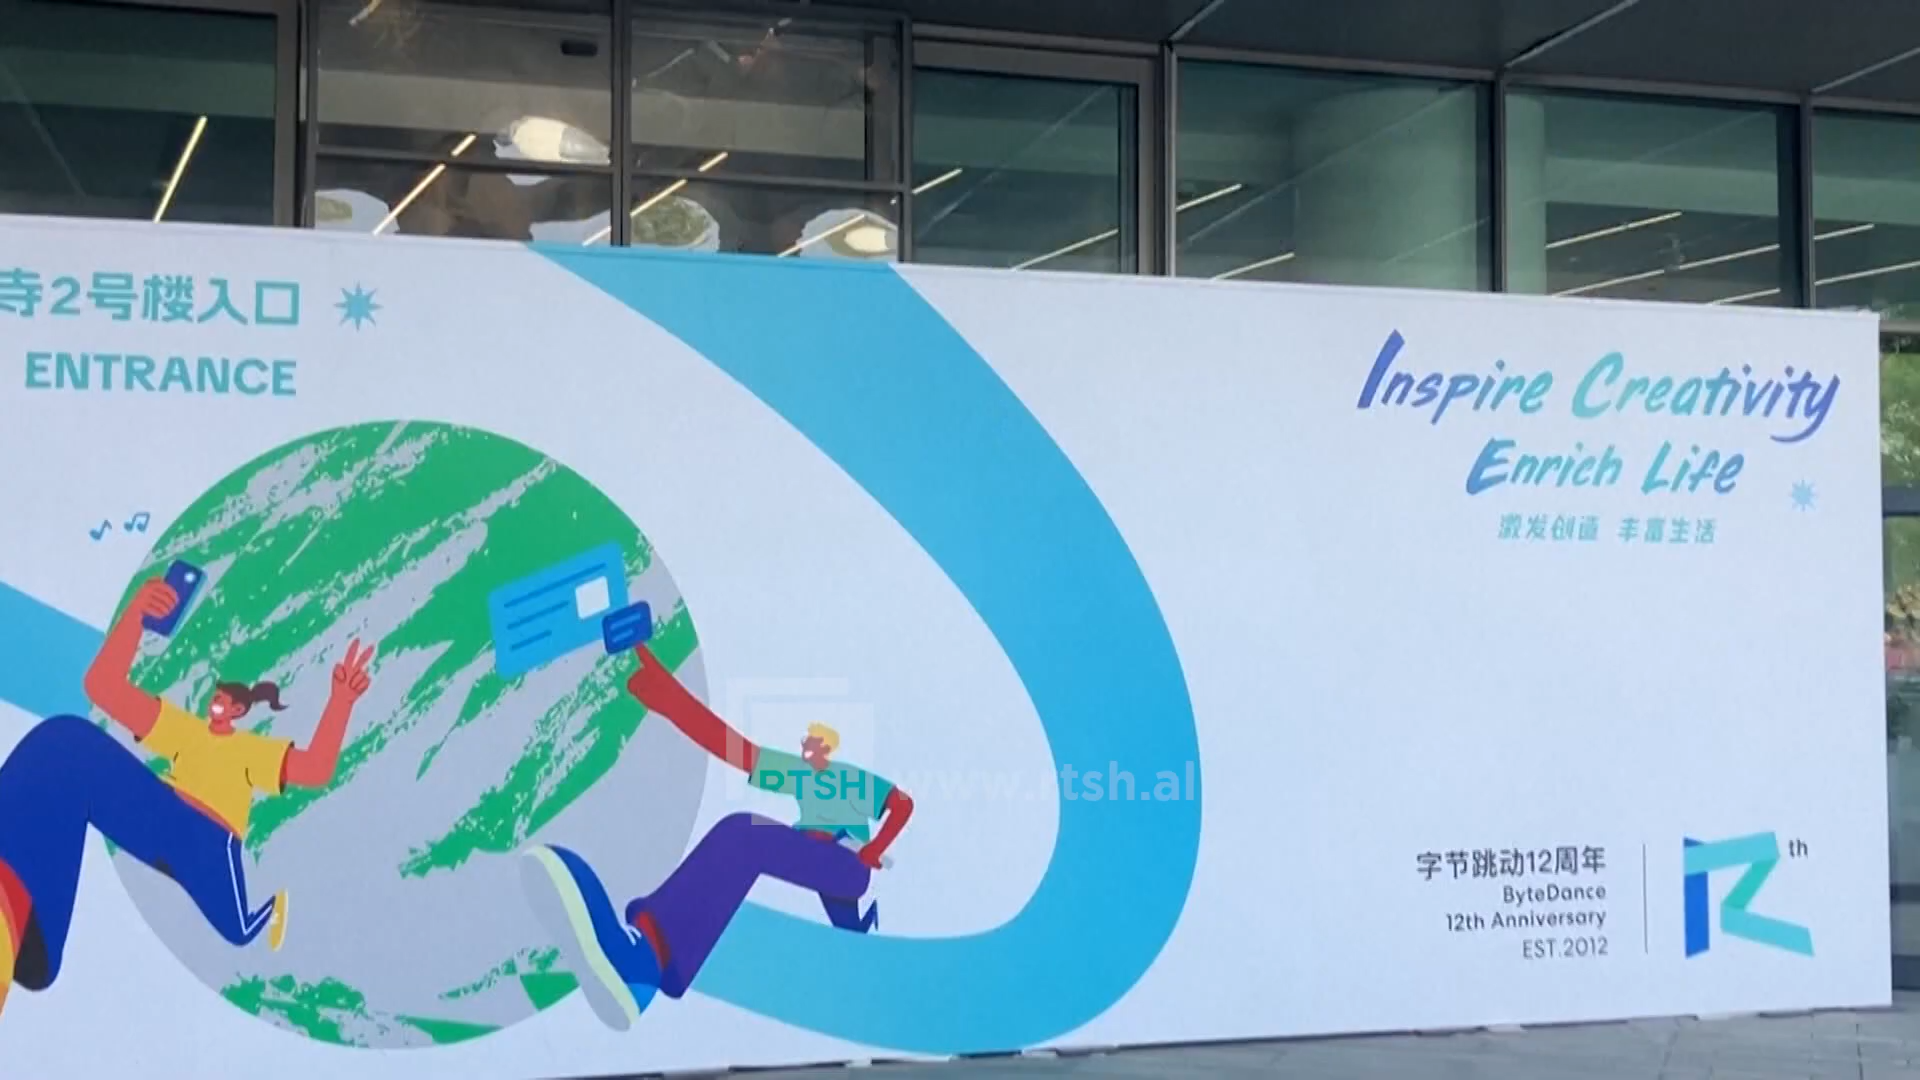 寺2号楼入口
ENTRANCE
Inspire Creativity
Enrich Life
激发创造 丰富生活
RTSH www.rtsh.al
字节跳动12周年
ByteDance
12th Anniversary
EST.2012
12th